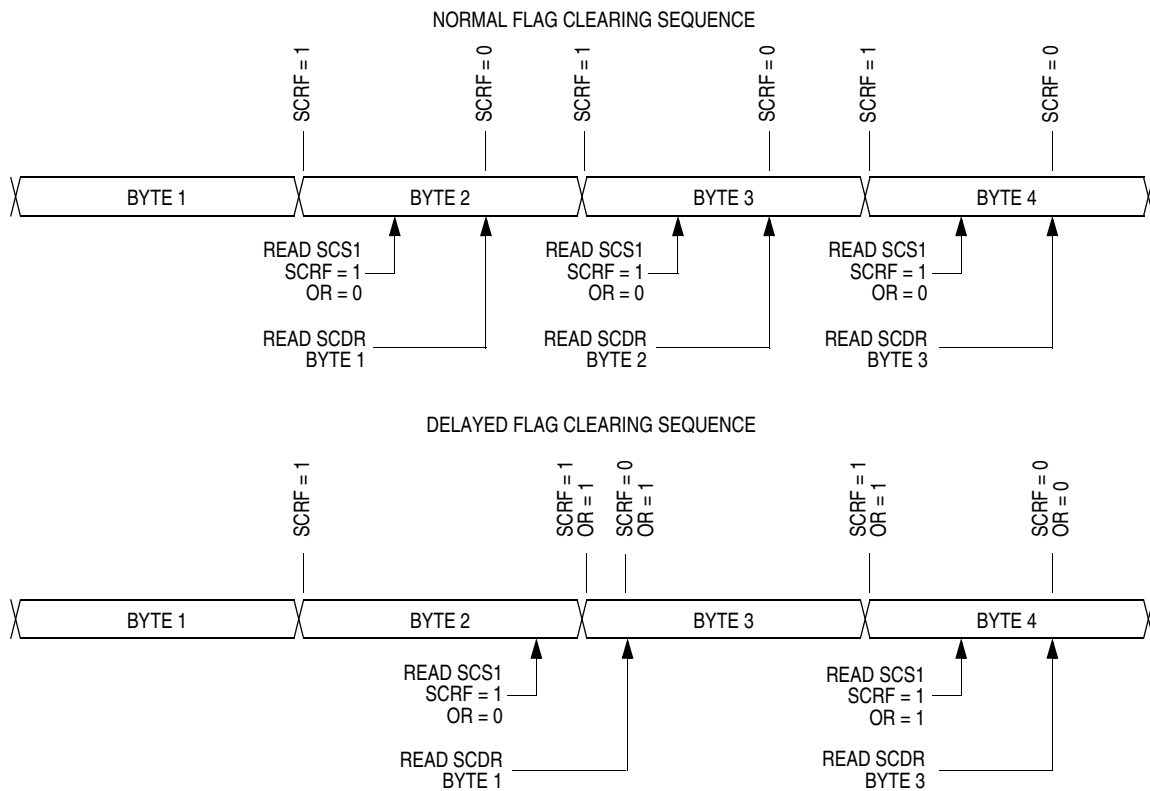 NORMAL FLAG CLEARING SEQUENCE
SCRF = 1
SCRF = 0
SCRF = 1
SCRF = 0
SCRF = 1
SCRF = 0
BYTE 1
BYTE 2
BYTE 3
BYTE 4
READ SCS1
SCRF = 1
OR = 0
READ SCS1
SCRF = 1
OR = 0
READ SCS1
SCRF = 1
OR = 0
READ SCDR
BYTE 1
READ SCDR
BYTE 2
READ SCDR
BYTE 3
DELAYED FLAG CLEARING SEQUENCE
SCRF = 1
SCRF = 1
OR = 1
SCRF = 0
OR = 1
SCRF = 1
OR = 1
SCRF = 0
OR = 0
BYTE 1
BYTE 2
BYTE 3
BYTE 4
READ SCS1
SCRF = 1
OR = 0
READ SCS1
SCRF = 1
OR = 1
READ SCDR
BYTE 1
READ SCDR
BYTE 3